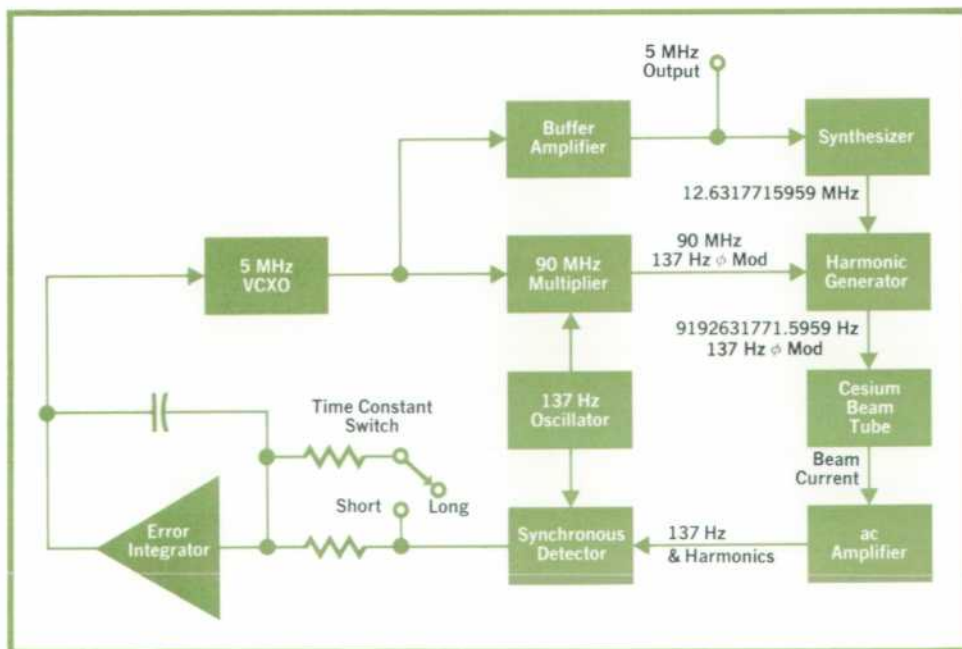 5 MHz
Output
Buffer
Amplifier
Synthesizer
12.6317715959 MHz
5 MHz
VCXO
90 MHz
Multiplier
90 MHz
137 Hz ϕ Mod
Harmonic
Generator
9192631771.5959 Hz
137 Hz ϕ Mod
Time Constant
Switch
137 Hz
Oscillator
Cesium
Beam
Tube
Beam
Current
Short
Long
Error
Integrator
Synchronous
Detector
137 Hz
& Harmonics
ac
Amplifier